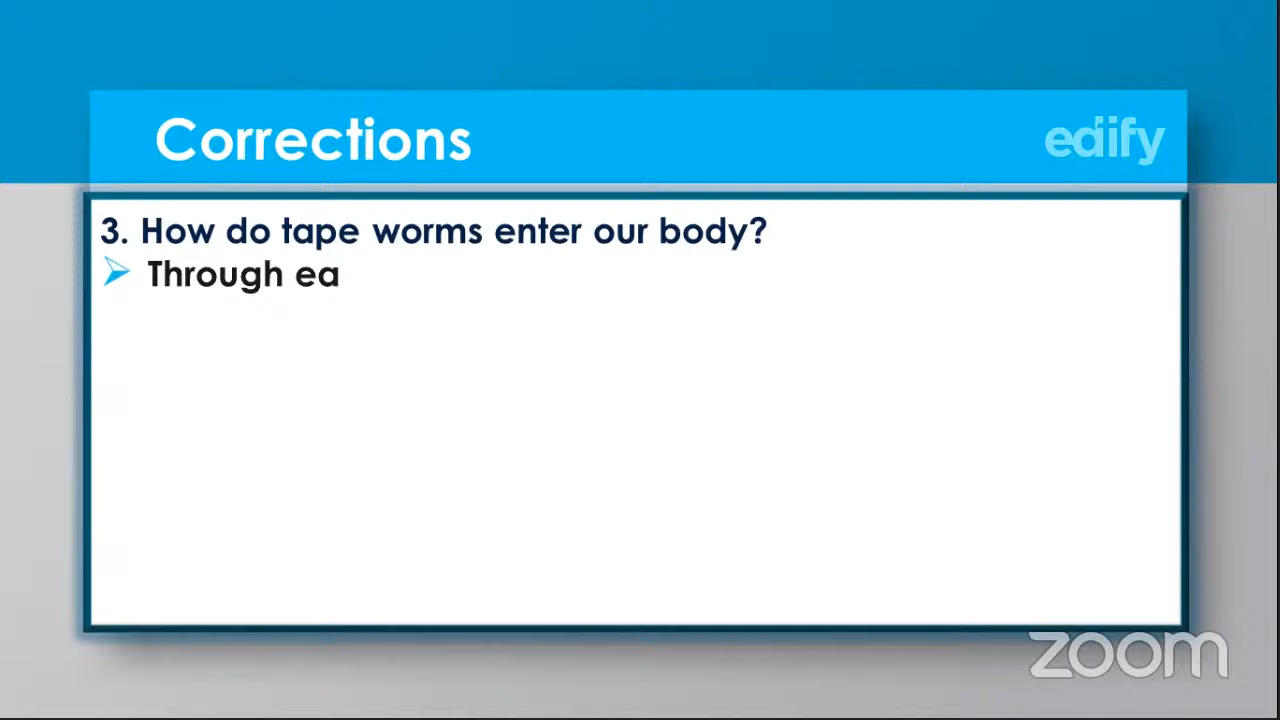 Corrections
edify
3. How do tape worms enter our body?
Through ea
zoom